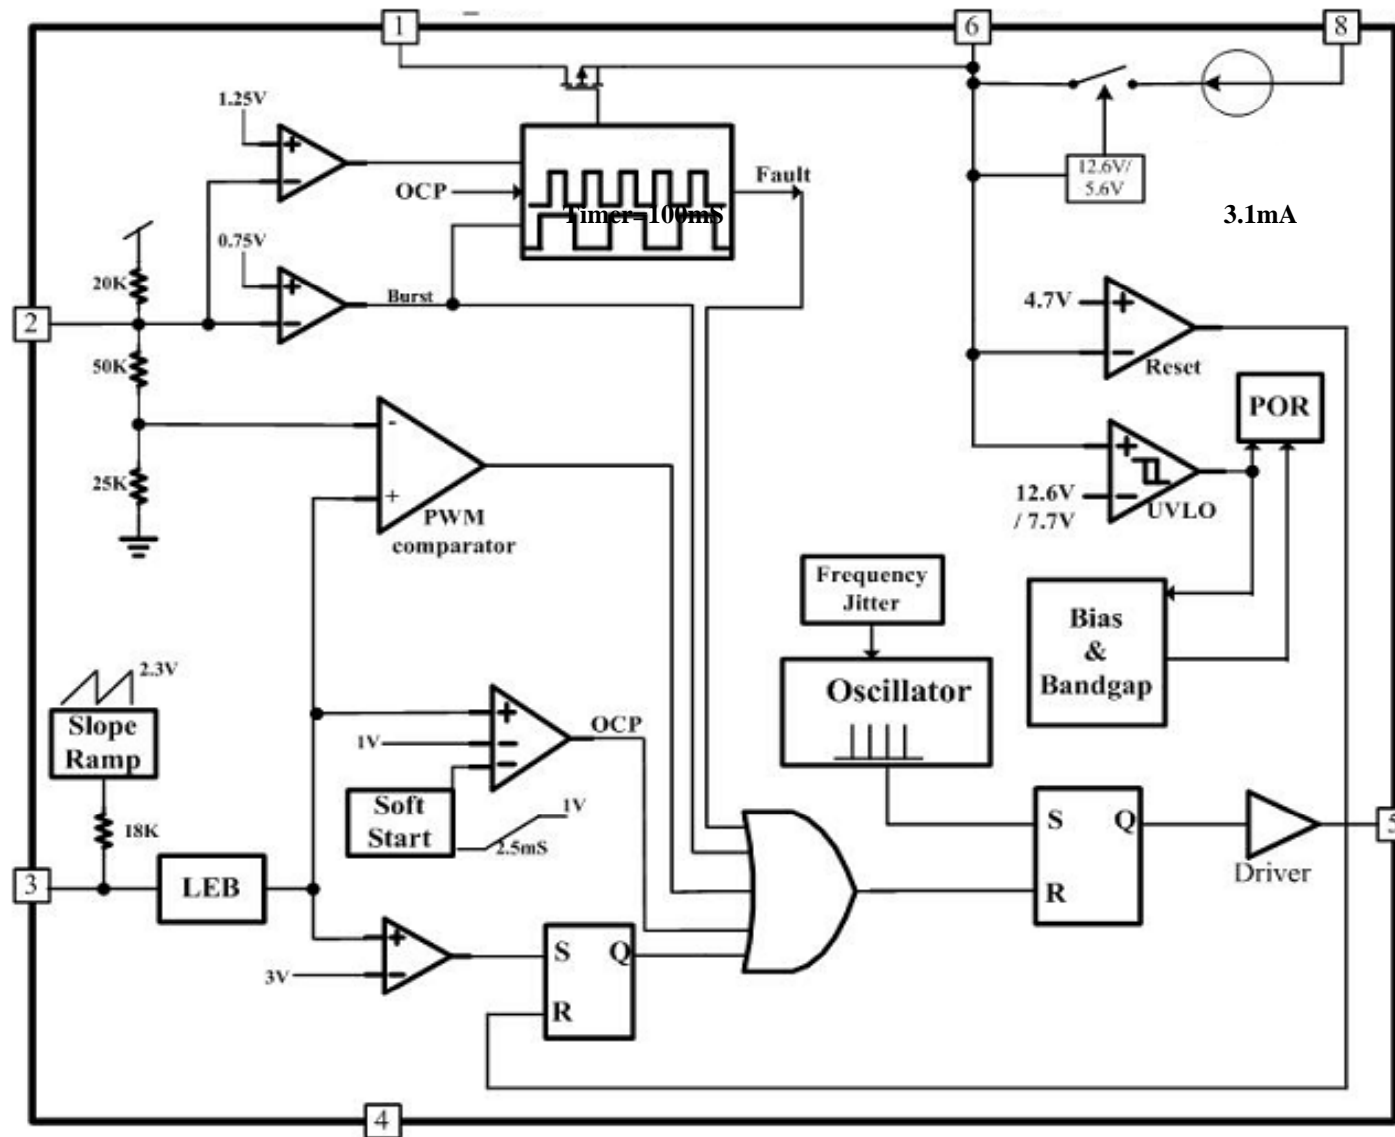 1
6
8
1.25V
+
−
OCP
Fault
Timer=100mS
12.6V/
5.6V
3.1mA
0.75V
+
−
Burst
20K
2
50K
25K
4.7V
+
−
Reset
POR
+
−
12.6V
/ 7.7V
UVLO
-
+
PWM
comparator
Frequency
Jitter
Bias
&
Bandgap
Oscillator
2.3V
Slope
Ramp
18K
+
−
−
1V
OCP
Soft
Start
1V
2.5mS
S
Q
R
Driver
5
3
LEB
+
−
3V
S
Q
R
4